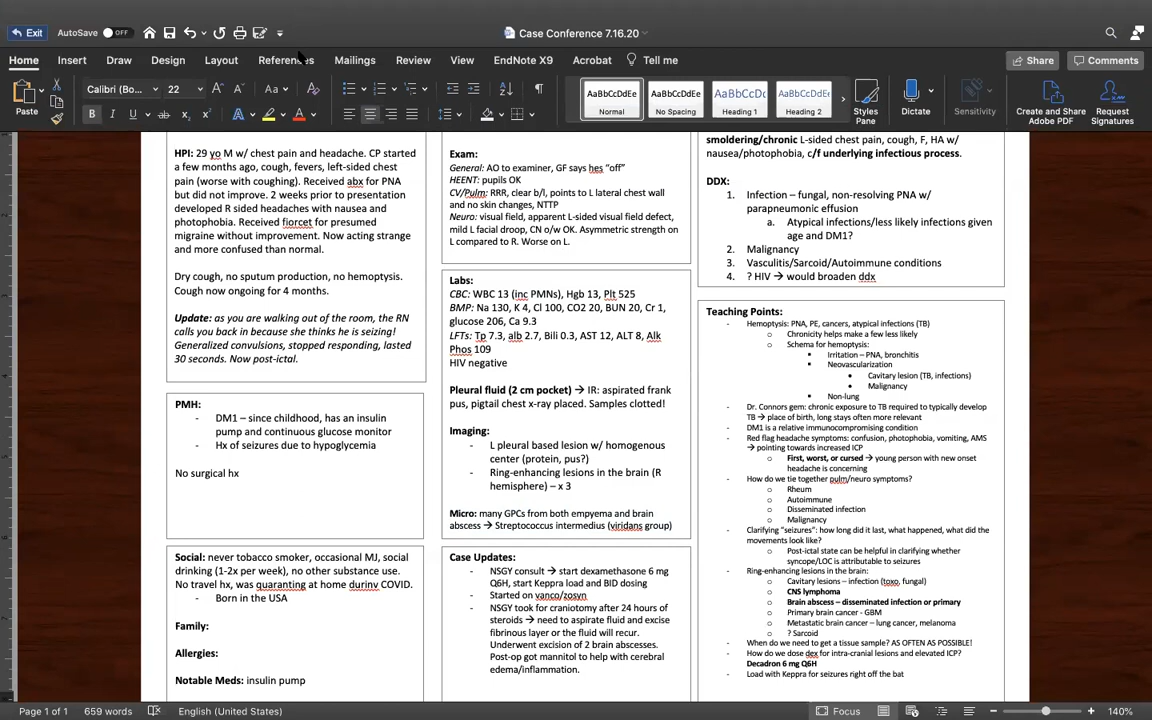 Exit
AutoSave OFF
Case Conference 7.16.20
Home Insert Draw Design Layout References Mailings Review View EndNote X9 Acrobat Tell me
Share Comments
Paste
Calibri (Bo... 22
AaBbCcDc
Normal
AaBbCcDc
No Spacing
AaBbCcDc
Heading 1
AaBbCcDc
Heading 2
Styles
Pane
Dictate
Sensitivity
Create and Share
Adobe PDF
Request
Signatures
HPI: 29 yo M w/ chest pain and headache. CP started
a few months ago, cough, fevers, left-sided chest
pain (worse with coughing). Received abx for PNA
but did not improve. 2 weeks prior to presentation
developed R sided headaches with nausea and
photophobia. Received fiorcet for presumed
migraine without improvement. Now acting strange
and more confused than normal.
Dry cough, no sputum production, no hemoptysis.
Cough now ongoing for 4 months.
Update: as you are walking out of the room, the RN
calls you back in because she thinks he is seizing!
Generalized convulsions, stopped responding, lasted
30 seconds. Now post-ictal.
PMH:
- DM1 – since childhood, has an insulin
pump and continuous glucose monitor
- Hx of seizures due to hypoglycemia
No surgical hx
Social: never tobacco smoker, occasional MJ, social
drinking (1-2x per week), no other substance use.
No travel hx, was quaranting at home durinv COVID.
- Born in the USA
Family:
Allergies:
Notable Meds: insulin pump
Exam:
General: AO to examiner, GF says hes "off"
HEENT: pupils OK
CV/Pulm: RRR, clear b/l, points to L lateral chest wall
and no skin changes, NTTP
Neuro: visual field, apparent L-sided visual field defect,
mild L facial droop, CN o/w OK. Asymmetric strength on
L compared to R. Worse on L.
Labs:
CBC: WBC 13 (inc PMNs), Hgb 13, Plt 525
BMP: Na 130, K 4, Cl 100, CO2 20, BUN 20, Cr 1,
glucose 206, Ca 9.3
LFTs: Tp 7.3, alb 2.7, Bili 0.3, AST 12, ALT 8, Alk
Phos 109
HIV negative
Pleural fluid (2 cm pocket) → IR: aspirated frank
pus, pigtail chest x-ray placed. Samples clotted!
Imaging:
- L pleural based lesion w/ homogenous
center (protein, pus?)
- Ring-enhancing lesions in the brain (R
hemisphere) – x 3
Micro: many GPCs from both empyema and brain
abscess → Streptococcus intermedius (viridans group)
Case Updates:
- NSGY consult → start dexamethasone 6 mg
Q6H, start Keppra load and BID dosing
- Started on vanco/zosyn
- NSGY took for craniotomy after 24 hours of
steroids → need to aspirate fluid and excise
fibrinous layer or the fluid will recur.
Underwent excision of 2 brain abscesses.
Post-op got mannitol to help with cerebral
edema/inflammation.
smoldering/chronic L-sided chest pain, cough, F, HA w/
nausea/photophobia, c/f underlying infectious process.
DDX:
1. Infection – fungal, non-resolving PNA w/
parapneumonic effusion
a. Atypical infections/less likely infections given
age and DM1?
2. Malignancy
3. Vasculitis/Sarcoid/Autoimmune conditions
4. ? HIV → would broaden ddx
Teaching Points:
- Hemoptysis: PNA, PE, cancers, atypical infections (TB)
o Chronicity helps make a few less likely
o Schema for hemoptysis:
▪ Irritation – PNA, bronchitis
▪ Neovascularization
• Cavitary lesion (TB, infections)
• Malignancy
▪ Non-lung
- Dr. Connors gem: chronic exposure to TB required to typically develop
TB → place of birth, long stays often more relevant
- DM1 is a relative immunocompromising condition
- Red flag headache symptoms: confusion, photophobia, vomiting, AMS
→ pointing towards increased ICP
o First, worst, or cursed → young person with new onset
headache is concerning
- How do we tie together pulm/neuro symptoms?
o Rheum
o Autoimmune
o Disseminated infection
o Malignancy
- Clarifying "seizures": how long did it last, what happened, what did the
movements look like?
o Post-ictal state can be helpful in clarifying whether
syncope/LOC is attributable to seizures
- Ring-enhancing lesions in the brain:
o Cavitary lesions – infection (toxo, fungal)
o CNS lymphoma
o Brain abscess – disseminated infection or primary
o Primary brain cancer - GBM
o Metastatic brain cancer – lung cancer, melanoma
o ? Sarcoid
- When do we need to get a tissue sample? AS OFTEN AS POSSIBLE!
- How do we dose dex for intra-cranial lesions and elevated ICP?
Decadron 6 mg Q6H
- Load with Keppra for seizures right off the bat
Page 1 of 1 659 words English (United States) Focus 140%